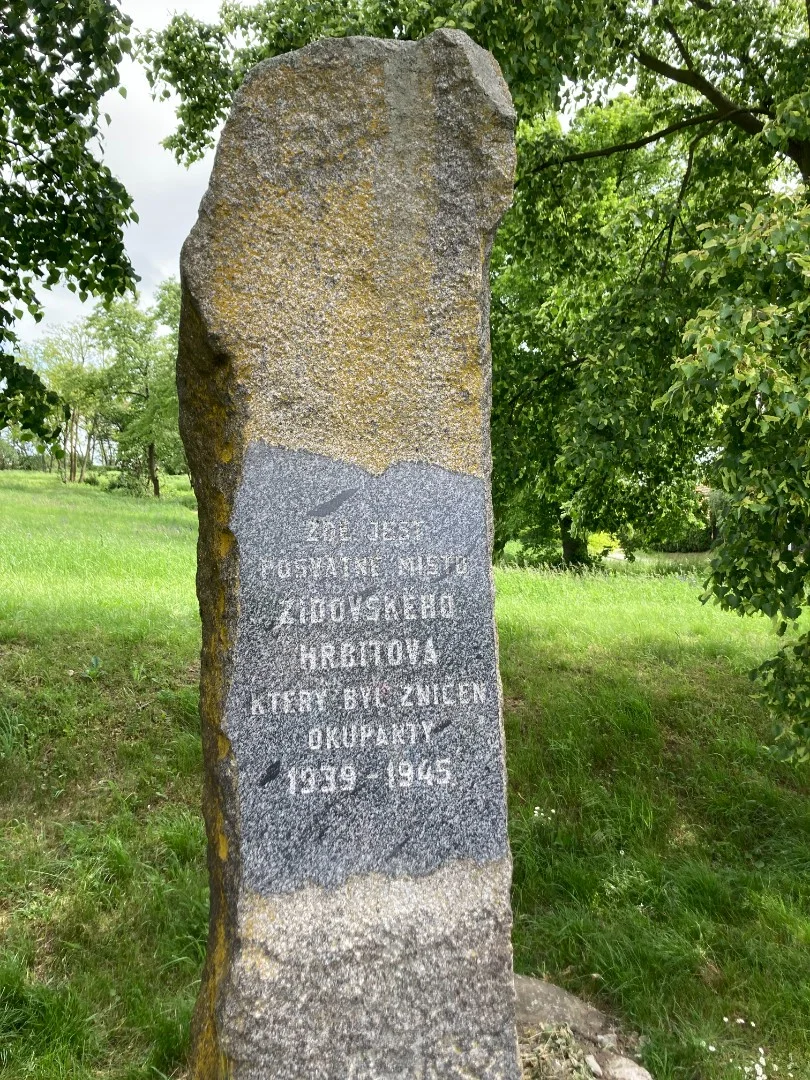 ZDE JEST
POSVÁTNÉ MÍSTO
ŽIDOVSKÉHO
HŘBITOVA
KTERÝ BYL ZNIČEN
OKUPANTY
1939-1945